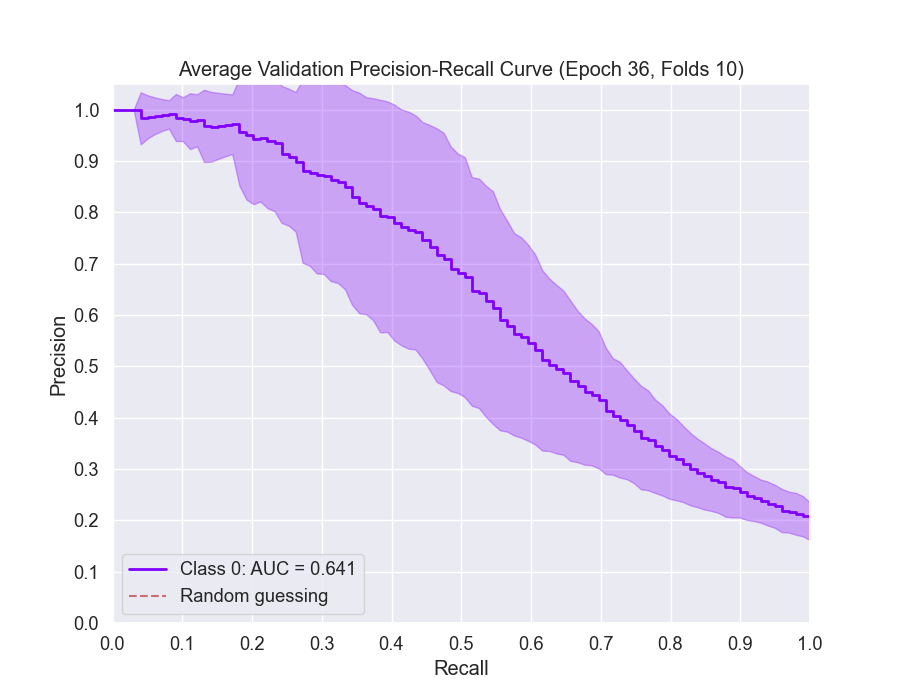 Average Validation Precision-Recall Curve (Epoch 36, Folds 10)
Precision
1.0
0.9
0.8
0.7
0.6
0.5
0.4
0.3
0.2
0.1
0.0
Class 0: AUC = 0.641
Random guessing
0.0 0.1 0.2 0.3 0.4 0.5 0.6 0.7 0.8 0.9 1.0
Recall